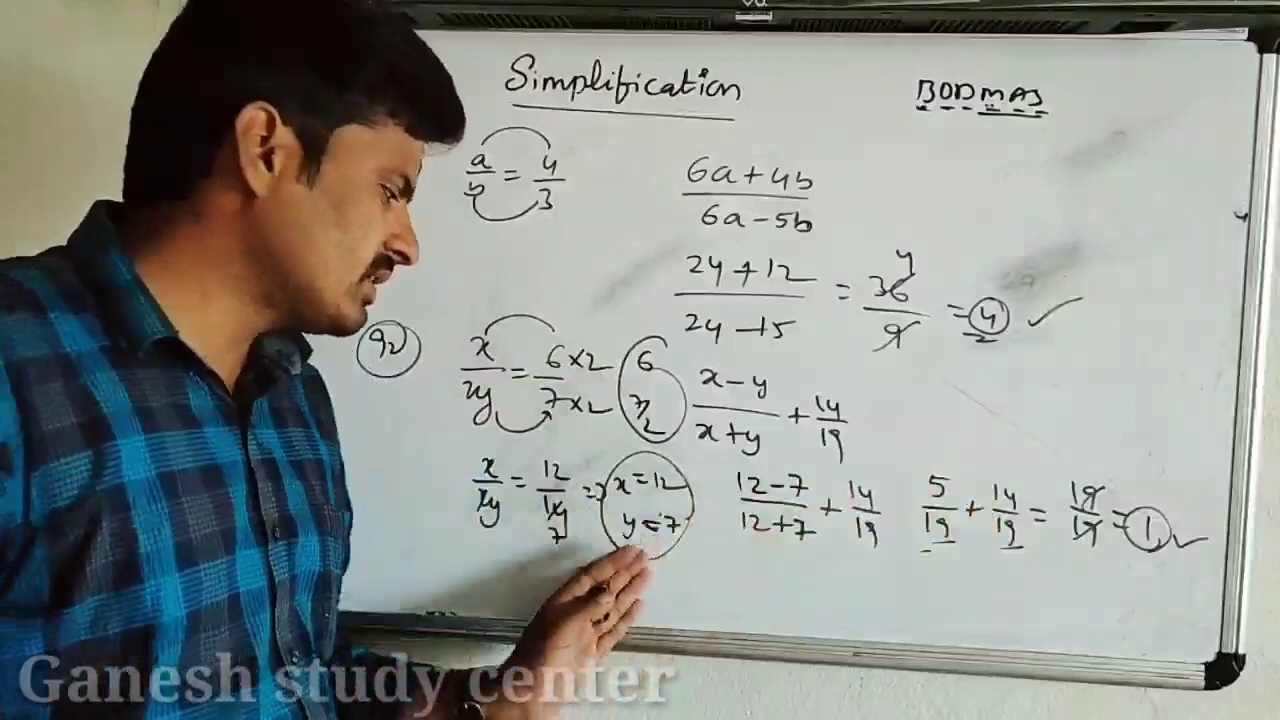 Simplification
BODMAS
a/y = 4/3
6a+4b / 6a-5b
24+12 / 24-15 = 36 / 9 = 4 ✓
Q2
x/2y = 6×2 / 7×2
6
7/2
x-y / x+y + 14/19
x/2y = 12/14 7 => x=12
y=7
12-7 / 12+7 + 14/19
5/19 + 14/19 = 19/19 = 1 ✓
Ganesh study center